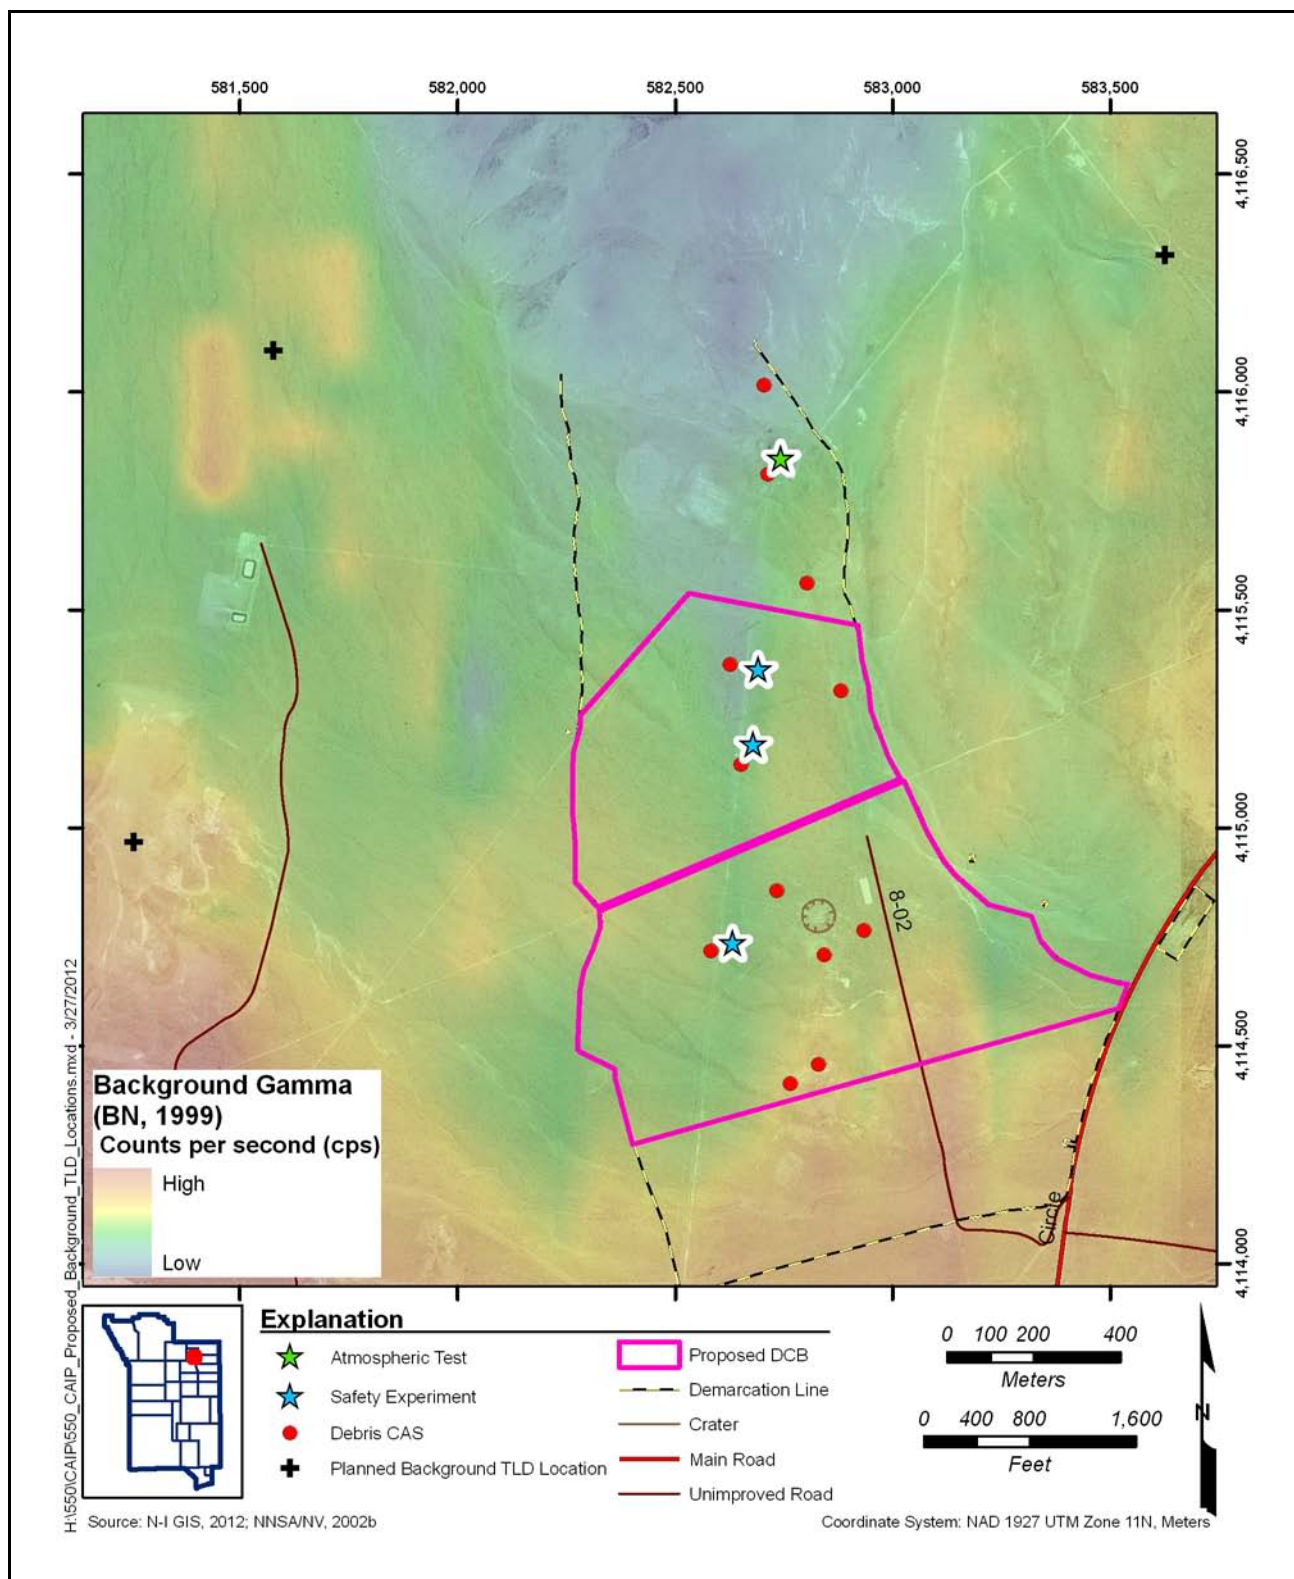 581,500 582,000 582,500 583,000 583,500
4,116,500
4,116,000
4,115,500
4,115,000
4,114,500
4,114,000
8-02
Circle
H:\550\CAIP\550_CAIP_Proposed_Background_TLD_Locations.mxd - 3/27/2012
Background Gamma
(BN, 1999)
Counts per second (cps)
High
Low
Explanation
Atmospheric Test
Safety Experiment
Debris CAS
Planned Background TLD Location
Proposed DCB
Demarcation Line
Crater
Main Road
Unimproved Road
0 100 200 400
Meters
0 400 800 1,600
Feet
N
Source: N-I GIS, 2012; NNSA/NV, 2002b
Coordinate System: NAD 1927 UTM Zone 11N, Meters